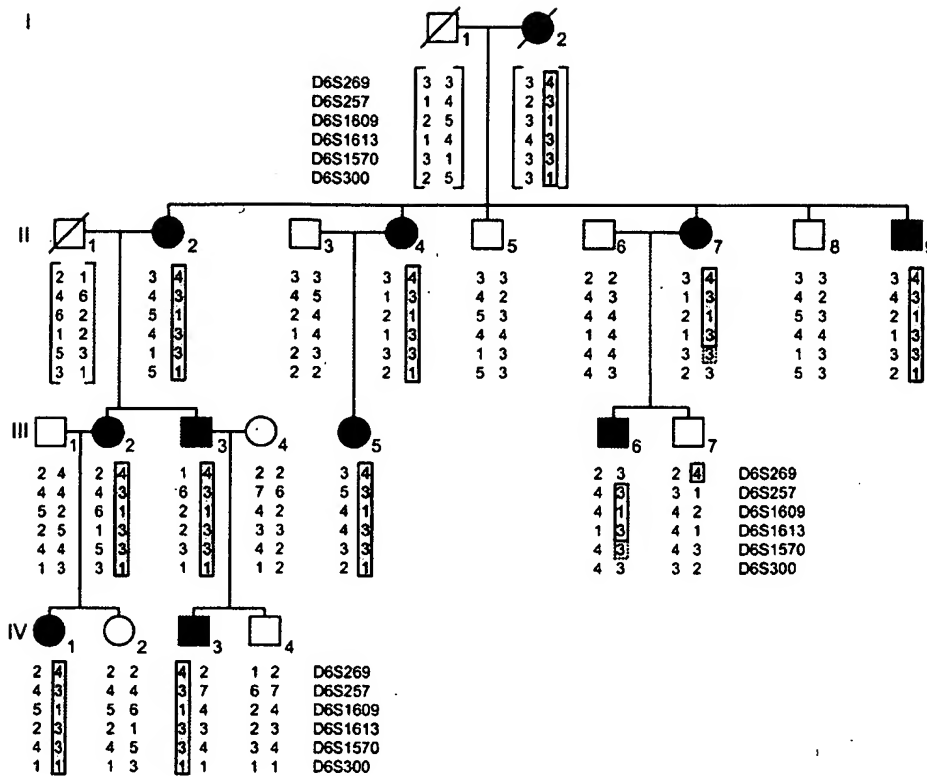 I
1 2
D6S269 3 3 3 4
D6S257 1 4 2 3
D6S1609 2 5 3 1
D6S1613 1 4 4 3
D6S1570 3 1 3 3
D6S300 2 5 3 1
II 1 2 3 4 5 6 7 8 9
2 1 3 4 3 3 3 4 3 3 2 2 3 4 3 3 3 4
4 6 4 3 4 5 1 3 4 2 4 3 1 3 4 2 4 3
6 2 5 1 2 4 2 1 5 3 4 2 2 1 5 3 2 1
1 2 4 3 1 4 1 3 4 4 1 4 1 3 4 4 1 3
5 3 1 3 2 3 3 3 1 3 4 4 3 3 1 3 3 3
3 1 5 1 2 2 2 1 5 3 4 3 2 3 5 3 2 1
III 1 2 3 4 5 6 7
2 4 2 4 1 4 2 2 3 4 2 3 2 4 D6S269
4 4 4 3 6 3 7 6 5 3 4 3 3 1 D6S257
5 2 6 1 2 1 4 2 4 1 4 1 4 2 D6S1609
2 5 1 3 2 3 3 3 4 3 1 3 4 1 D6S1613
4 4 5 3 3 3 4 2 3 3 4 3 4 3 D6S1570
1 3 3 1 1 1 1 2 2 1 4 3 3 2 D6S300
IV 1 2 3 4
2 4 2 2 4 2 1 2 D6S269
4 3 4 4 3 7 6 7 D6S257
5 1 5 6 1 4 2 4 D6S1609
2 3 2 1 3 3 2 3 D6S1613
4 3 4 5 3 4 3 4 D6S1570
1 1 1 3 1 1 1 1 D6S300